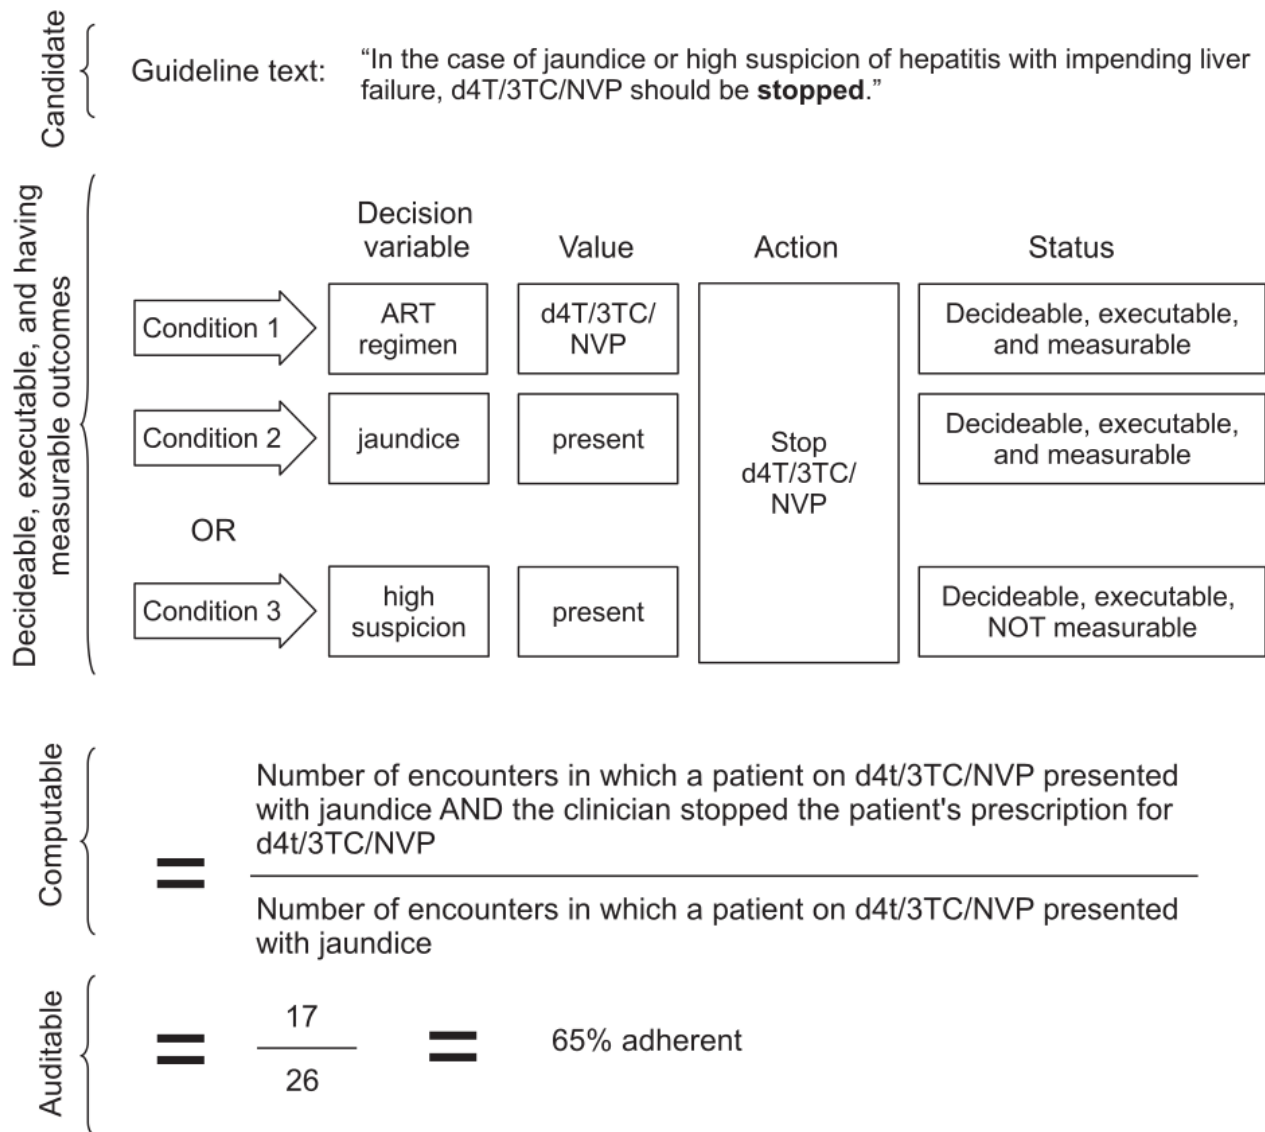 Candidate
Guideline text:
“In the case of jaundice or high suspicion of hepatitis with impending liver
failure, d4T/3TC/NVP should be stopped.”
Decideable, executable, and having
measurable outcomes
Decision
variable
Value
Action
Status
Condition 1
ART
regimen
d4T/3TC/
NVP
Decideable, executable,
and measurable
Condition 2
jaundice
present
Stop
d4T/3TC/
NVP
Decideable, executable,
and measurable
OR
Condition 3
high
suspicion
present
Decideable, executable,
NOT measurable
Computable
=
Number of encounters in which a patient on d4t/3TC/NVP presented
with jaundice AND the clinician stopped the patient's prescription for
d4t/3TC/NVP
Number of encounters in which a patient on d4t/3TC/NVP presented
with jaundice
Auditable
=
17
26
=
65% adherent